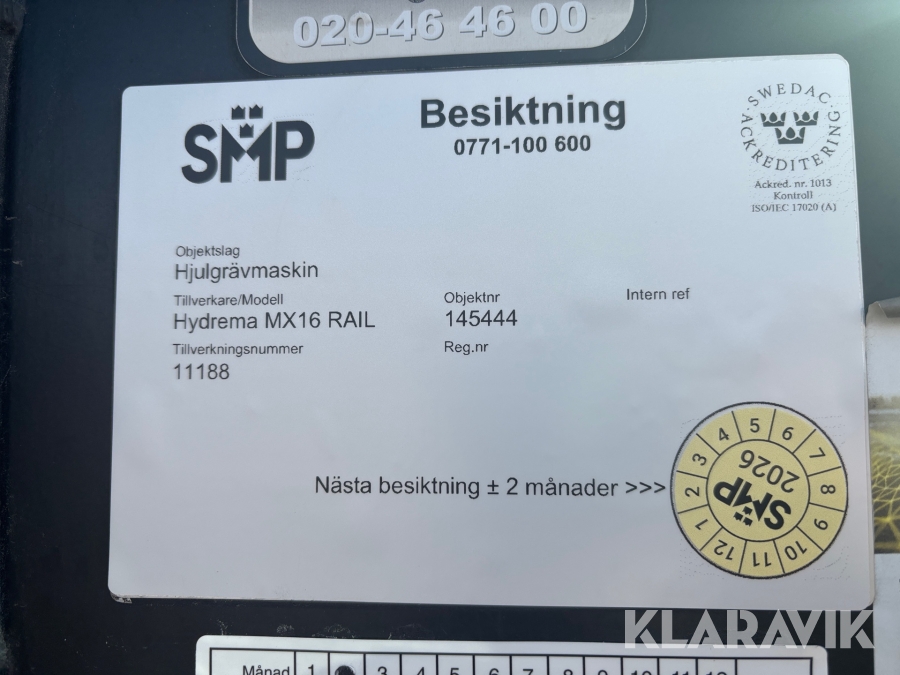 020-46 46 00
SMP
Besiktning
0771-100 600
SWEDAC ACKREDITERING
Ackred. nr. 1013
Kontroll
ISO/IEC 17020 (A)
Objektslag
Hjulgrävmaskin
Tillverkare/Modell
Hydrema MX16 RAIL
Objektnr
145444
Intern ref
Tillverkningsnummer
11188
Reg.nr
Nästa besiktning ± 2 månader >>>
1 2 3 4 5 6 7 8 9 10 11 12
SMP
2026
KLARAVIK
Månad 1 3 4 5 6 7 8 9 10 11 12